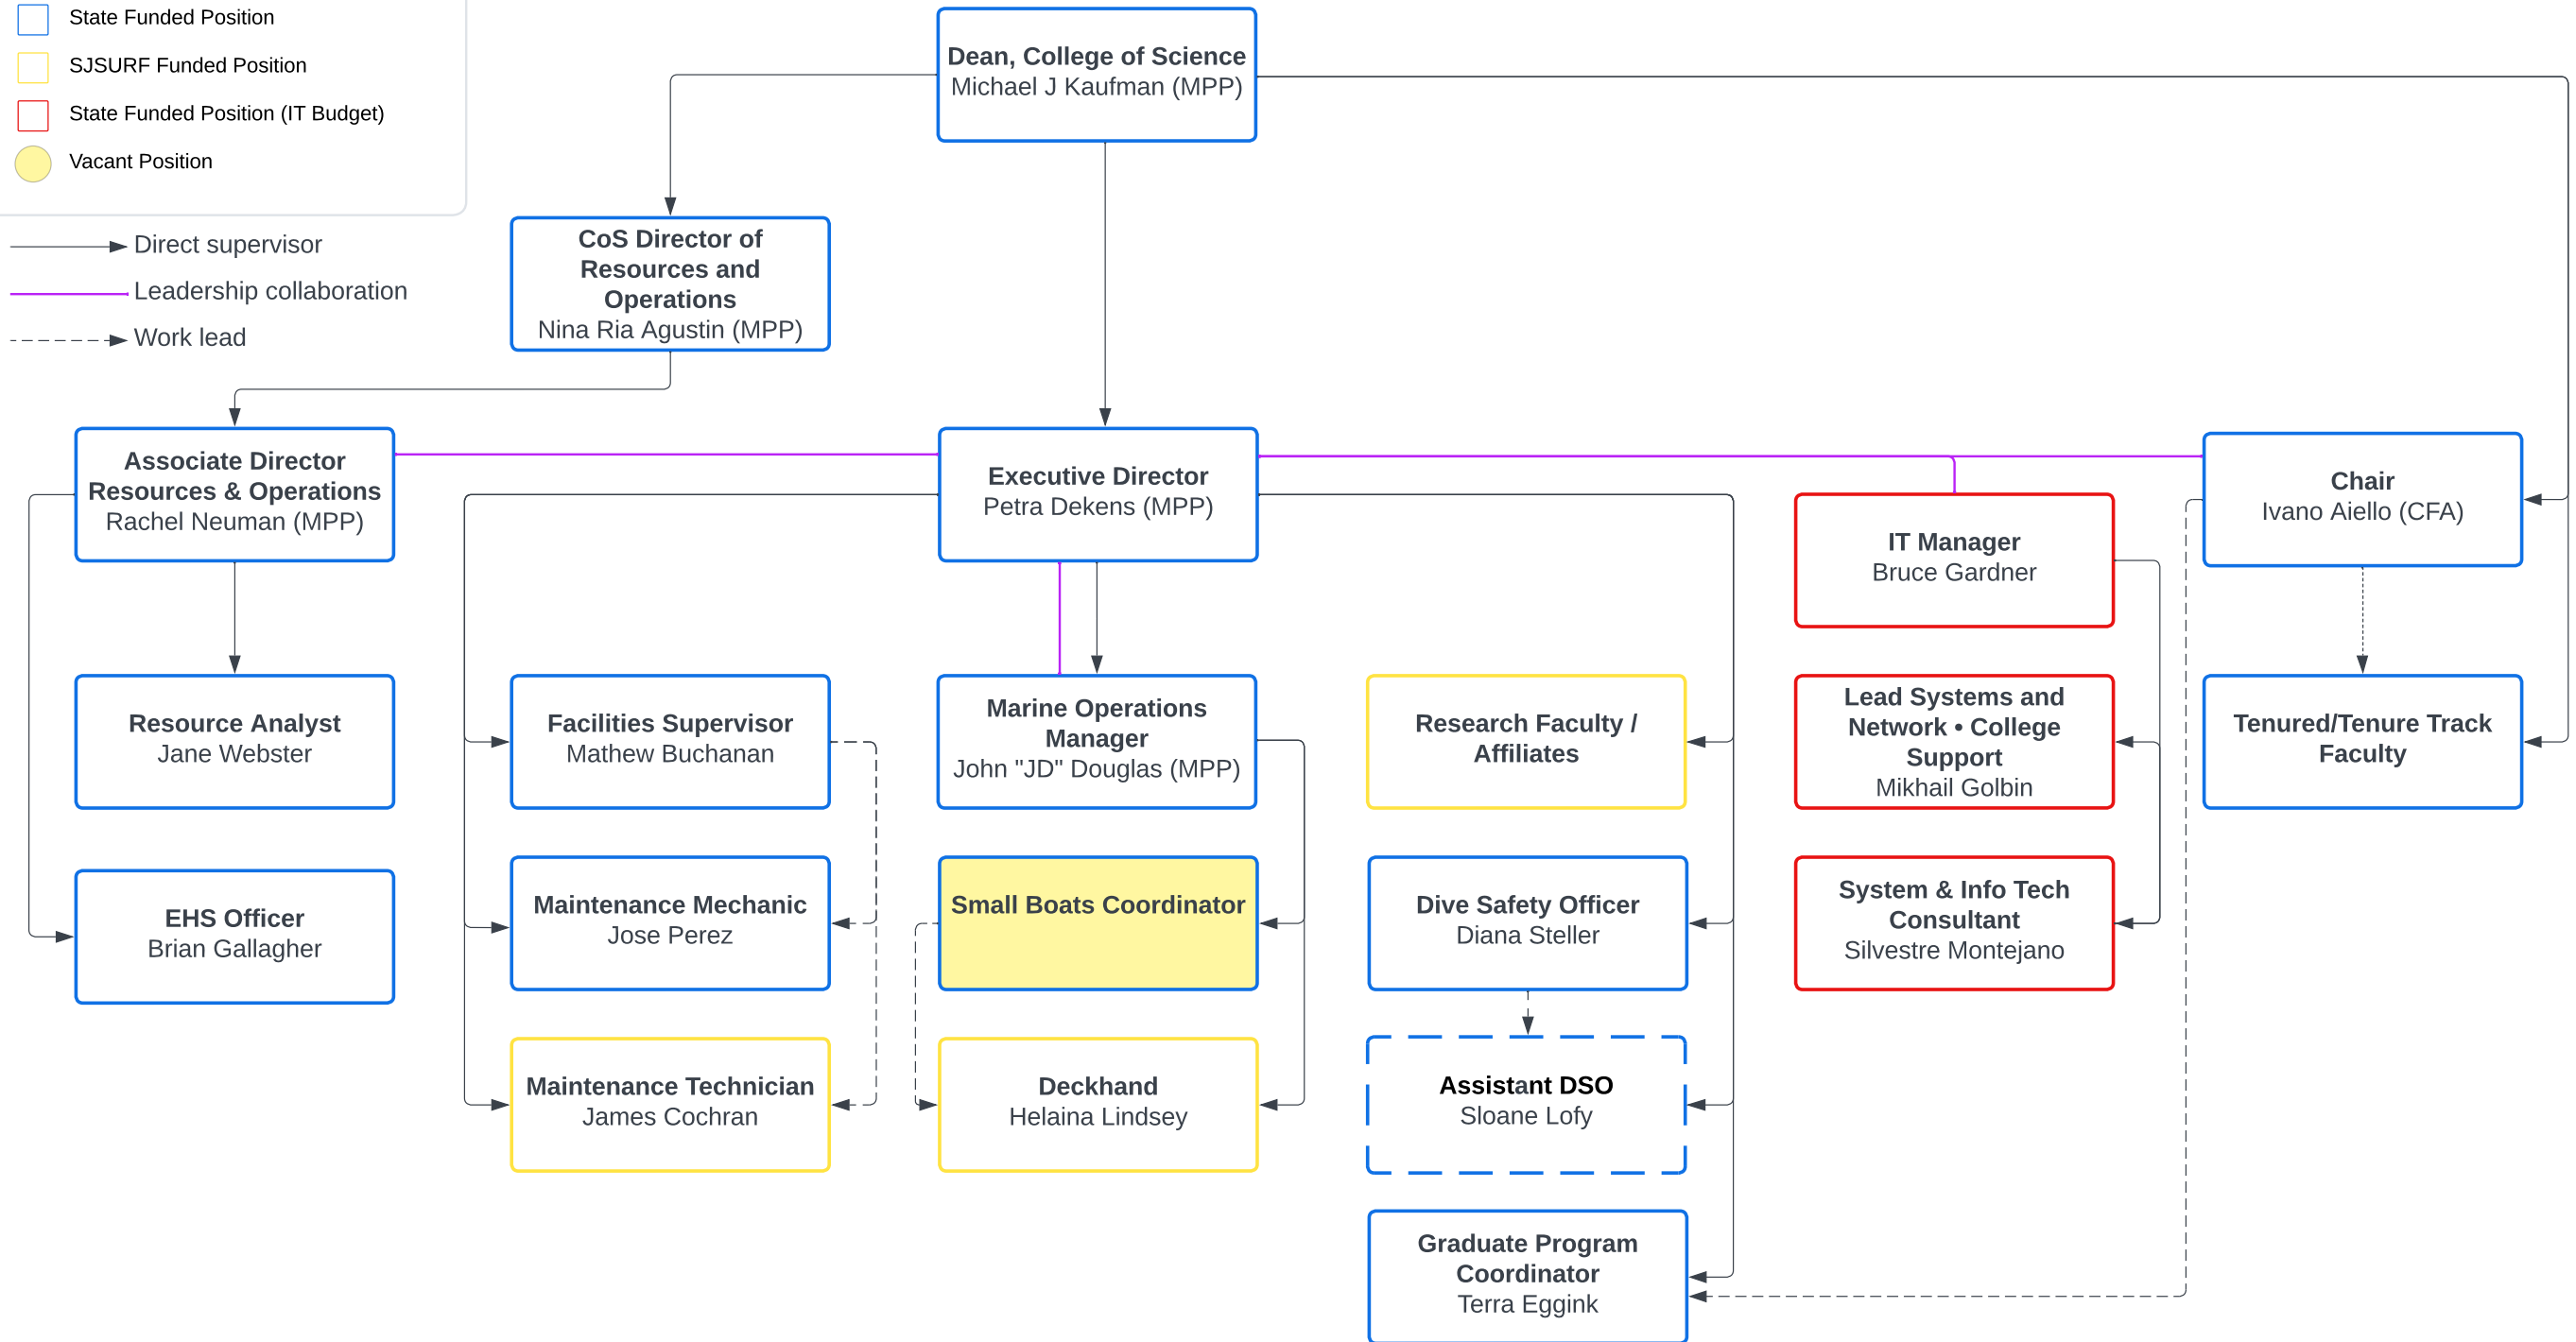 State Funded Position
SJSURF Funded Position
State Funded Position (IT Budget)
Vacant Position
Direct supervisor
Leadership collaboration
Work lead
Dean, College of Science
Michael J Kaufman (MPP)
CoS Director of
Resources and
Operations
Nina Ria Agustin (MPP)
Associate Director
Resources & Operations
Rachel Neuman (MPP)
Executive Director
Petra Dekens (MPP)
IT Manager
Bruce Gardner
Chair
Ivano Aiello (CFA)
Resource Analyst
Jane Webster
Facilities Supervisor
Mathew Buchanan
Marine Operations
Manager
John "JD" Douglas (MPP)
Research Faculty /
Affiliates
Lead Systems and
Network • College
Support
Mikhail Golbin
Tenured/Tenure Track
Faculty
EHS Officer
Brian Gallagher
Maintenance Mechanic
Jose Perez
Small Boats Coordinator
Dive Safety Officer
Diana Steller
System & Info Tech
Consultant
Silvestre Montejano
Maintenance Technician
James Cochran
Deckhand
Helaina Lindsey
Assistant DSO
Sloane Lofy
Graduate Program
Coordinator
Terra Eggink